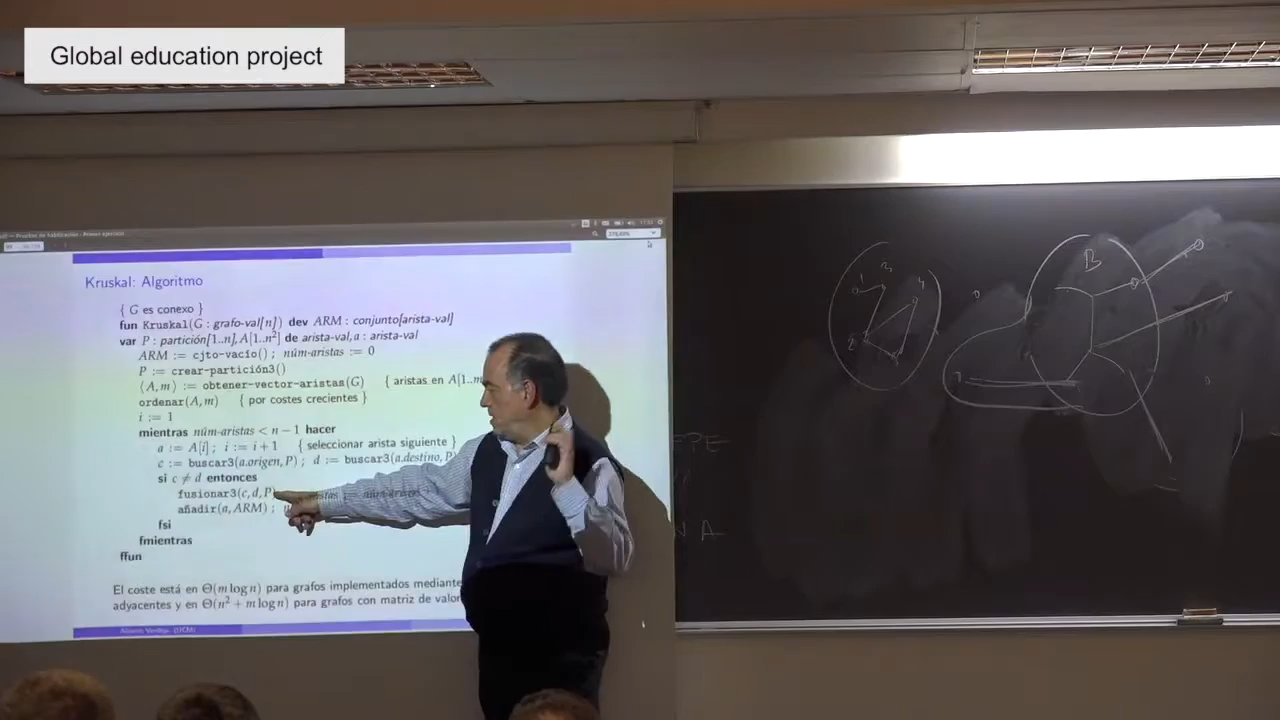 Global education project
Kruskal: Algoritmo
{ G es conexo }
fun Kruskal(G : grafo-val[n]) dev ARM : conjunto[arista-val]
var P : partición[1..n], A[1..n²] de arista-val, a : arista-val
ARM := cjto-vacío() ; núm-aristas := 0
P := crear-partición3()
⟨A, m⟩ := obtener-vector-aristas(G) { aristas en A[1..m
ordenar(A, m) { por costes crecientes }
i := 1
mientras núm-aristas < n − 1 hacer
a := A[i] ; i := i + 1 { seleccionar arista siguiente }
c := buscar3(a.origen, P) ; d := buscar3(a.destino, P)
si c ≠ d entonces
fusionar3(c, d, P)
añadir(a, ARM) ;
fsi
fmientras
ffun
El coste está en Θ(m log n) para grafos implementados mediante
adyacentes y en Θ(n² + m log n) para grafos con matriz de valor
B